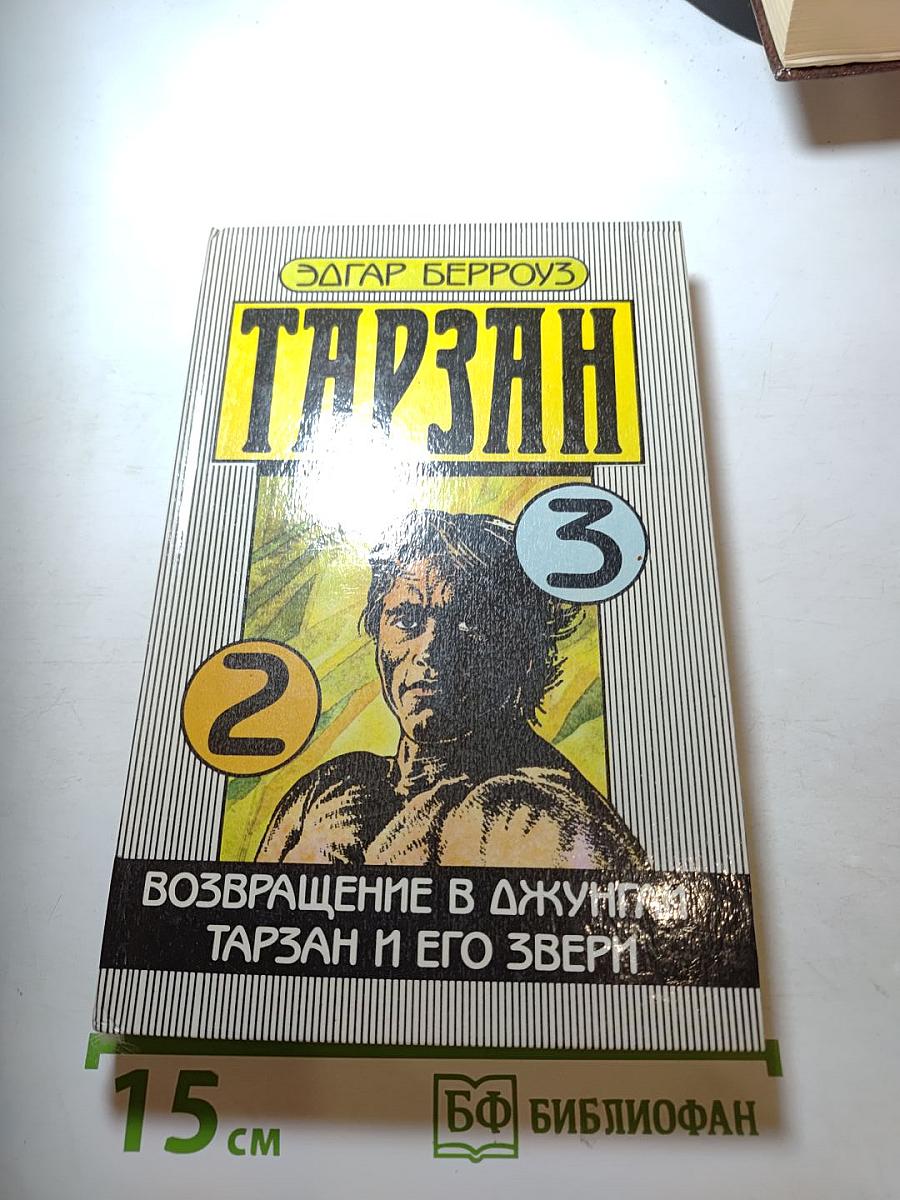 ЭДГАР БЕРРОУЗ
ТАРЗАН
3
2
ВОЗВРАЩЕНИЕ В ДЖУНГЛИ
ТАРЗАН И ЕГО ЗВЕРИ
15 см
БФ БИБЛИОФАН